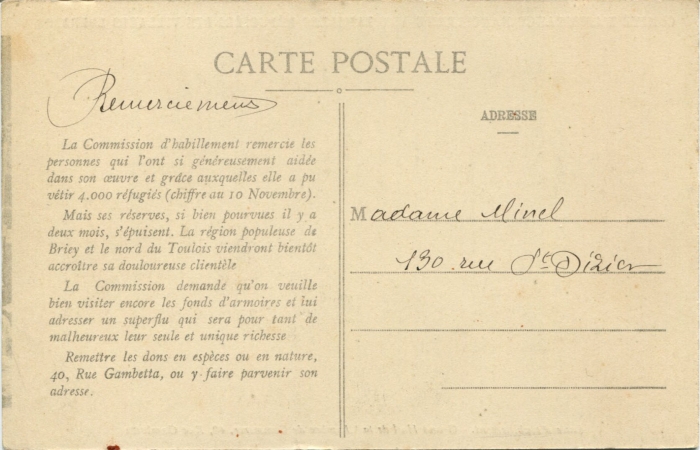 CARTE POSTALE
Remerciemens
La Commission d'habillement remercie les
personnes qui l'ont si généreusement aidée
dans son œuvre et grâce auxquelles elle a pu
vêtir 4.000 réfugiés (chiffre au 10 Novembre).
Mais ses réserves, si bien pourvues il y a
deux mois, s'épuisent. La région populeuse de
Briey et le nord du Toulois viendront bientôt
accroître sa douloureuse clientèle
La Commission demande qu'on veuille
bien visiter encore les fonds d'armoires et lui
adresser un superflu qui sera pour tant de
malheureux leur seule et unique richesse
Remettre les dons en espèces ou en nature,
40, Rue Gambetta, ou y faire parvenir son
adresse.
ADRESSE
Madame Minel
130 rue St Dizier